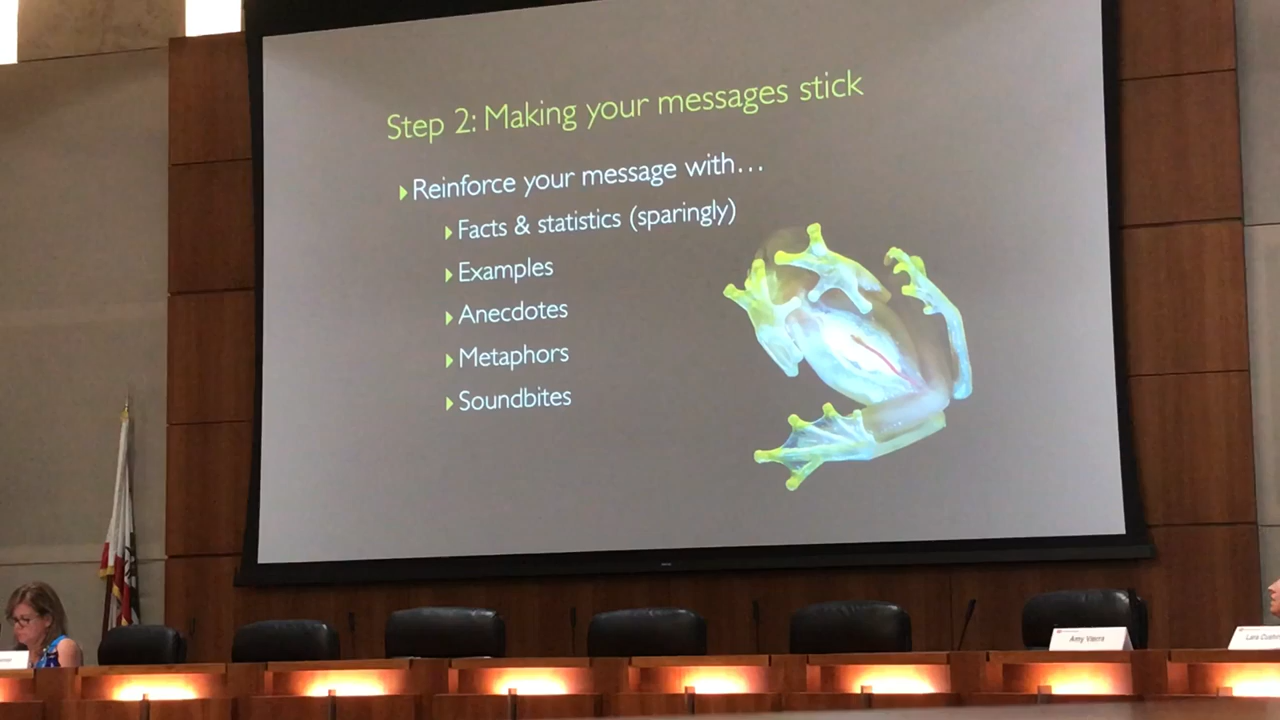 Step 2: Making your messages stick
Reinforce your message with...
Facts & statistics (sparingly)
Examples
Anecdotes
Metaphors
Soundbites
Amy Vierra
Lara